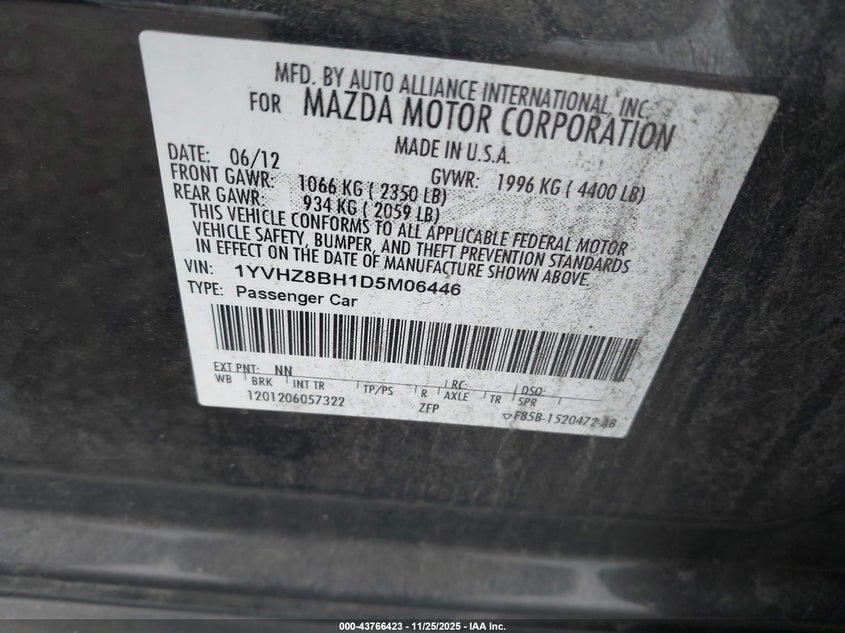 MFD. BY AUTO ALLIANCE INTERNATIONAL, INC
FOR MAZDA MOTOR CORPORATION
MADE IN U.S.A.
DATE: 06/12 GVWR: 1996 KG ( 4400 LB)
FRONT GAWR: 1066 KG ( 2350 LB)
REAR GAWR: 934 KG ( 2059 LB)
THIS VEHICLE CONFORMS TO ALL APPLICABLE FEDERAL MOTOR
VEHICLE SAFETY, BUMPER, AND THEFT PREVENTION STANDARDS
IN EFFECT ON THE DATE OF MANUFACTURE SHOWN ABOVE.
VIN: 1YVHZ8BH1D5M06446
TYPE: Passenger Car
EXT PNT: NN RC: DSO:
WB BRK INT TR TP/PS R AXLE TR SPR
1201206057322 ZFP F85B-1520472-AB
000-43766423 - 11/25/2025 - IAA Inc.